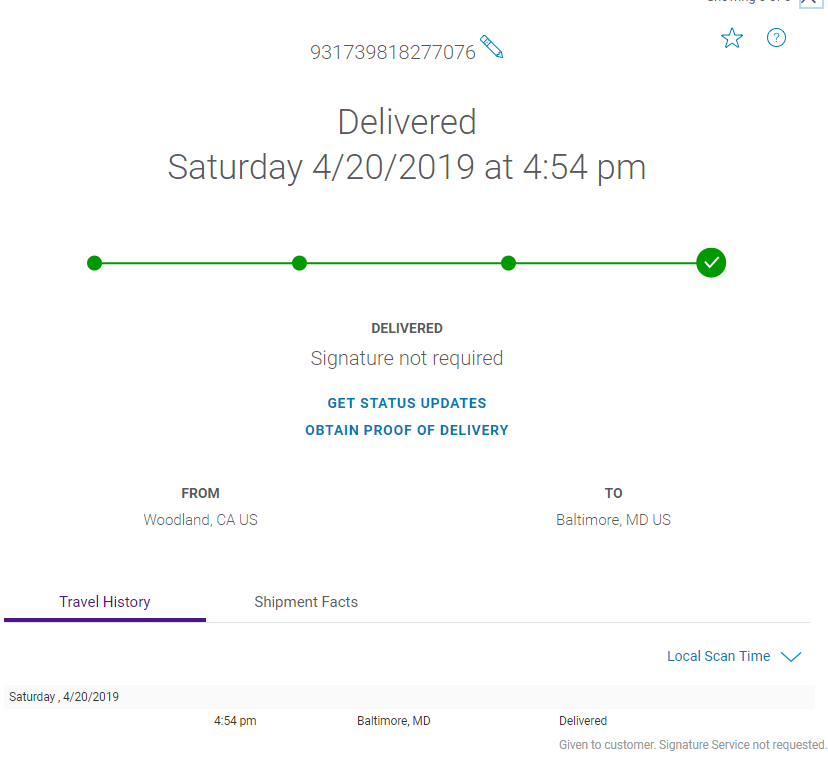 931739818277076
?
Delivered
Saturday 4/20/2019 at 4:54 pm
DELIVERED
Signature not required
GET STATUS UPDATES
OBTAIN PROOF OF DELIVERY
FROM TO
Woodland, CA US Baltimore, MD US
Travel History Shipment Facts
Local Scan Time
Saturday , 4/20/2019
4:54 pm Baltimore, MD Delivered
Given to customer. Signature Service not requested.